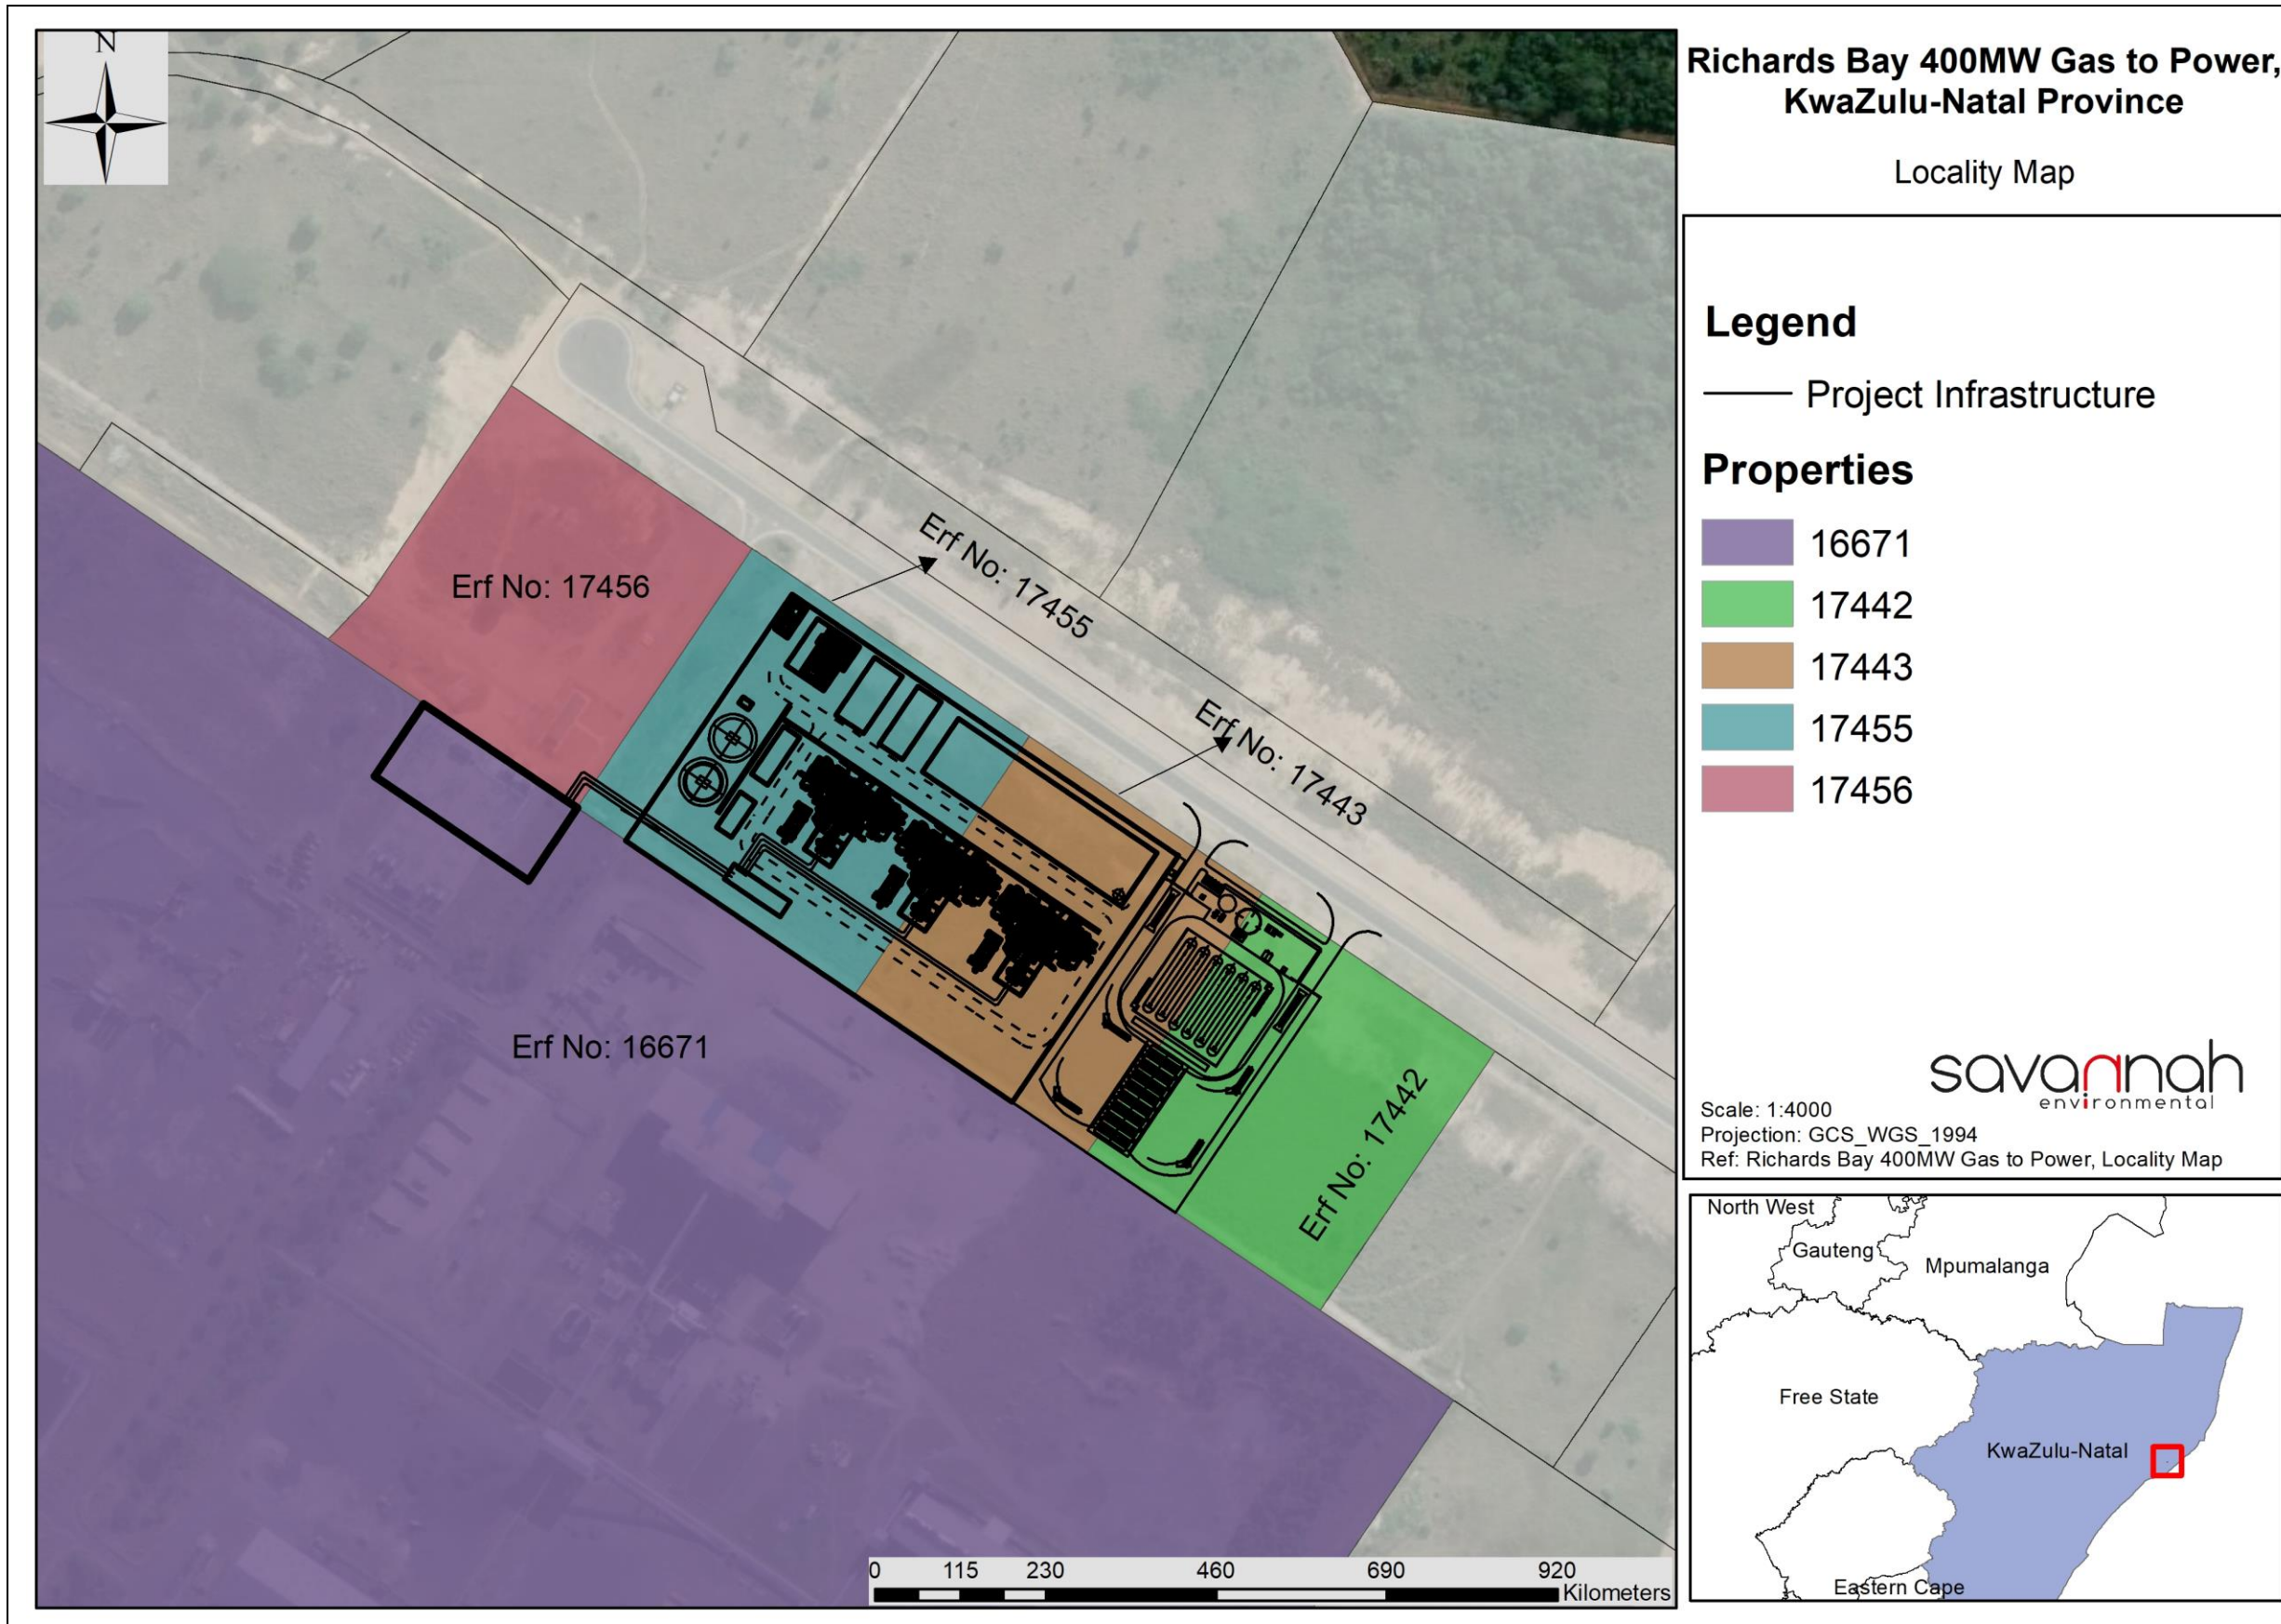 N
Richards Bay 400MW Gas to Power,
KwaZulu-Natal Province
Locality Map
Legend
Project Infrastructure
Properties
16671
17442
17443
17455
17456
Erf No: 17456
Erf No: 17455
Erf No: 17443
Erf No: 16671
Erf No: 17442
savannah
environmental
Scale: 1:4000
Projection: GCS_WGS_1994
Ref: Richards Bay 400MW Gas to Power, Locality Map
North West
Gauteng
Mpumalanga
Free State
KwaZulu-Natal
Eastern Cape
0 115 230 460 690 920
Kilometers